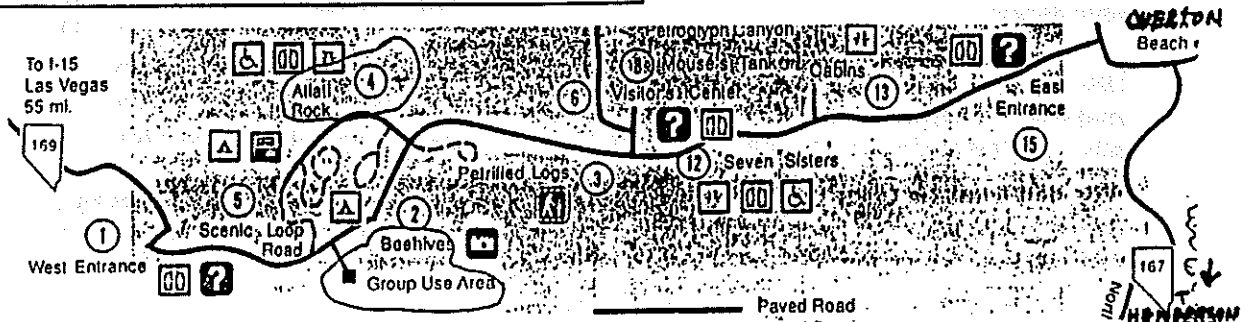 OVERTON
Beach
Petroglyph Canyon
18 Mouse's Tank
Cabins
To I-15
Las Vegas
55 mi.
169
4
Atlatl
Rock
6
Visitor's Center
13
East
Entrance
15
? 
?
12 Seven Sisters
Petrified Logs
3
5
2
1
Scenic Loop
Road
West Entrance
?
Beehives
Group Use Area
Paved Road
167
HENDERSON